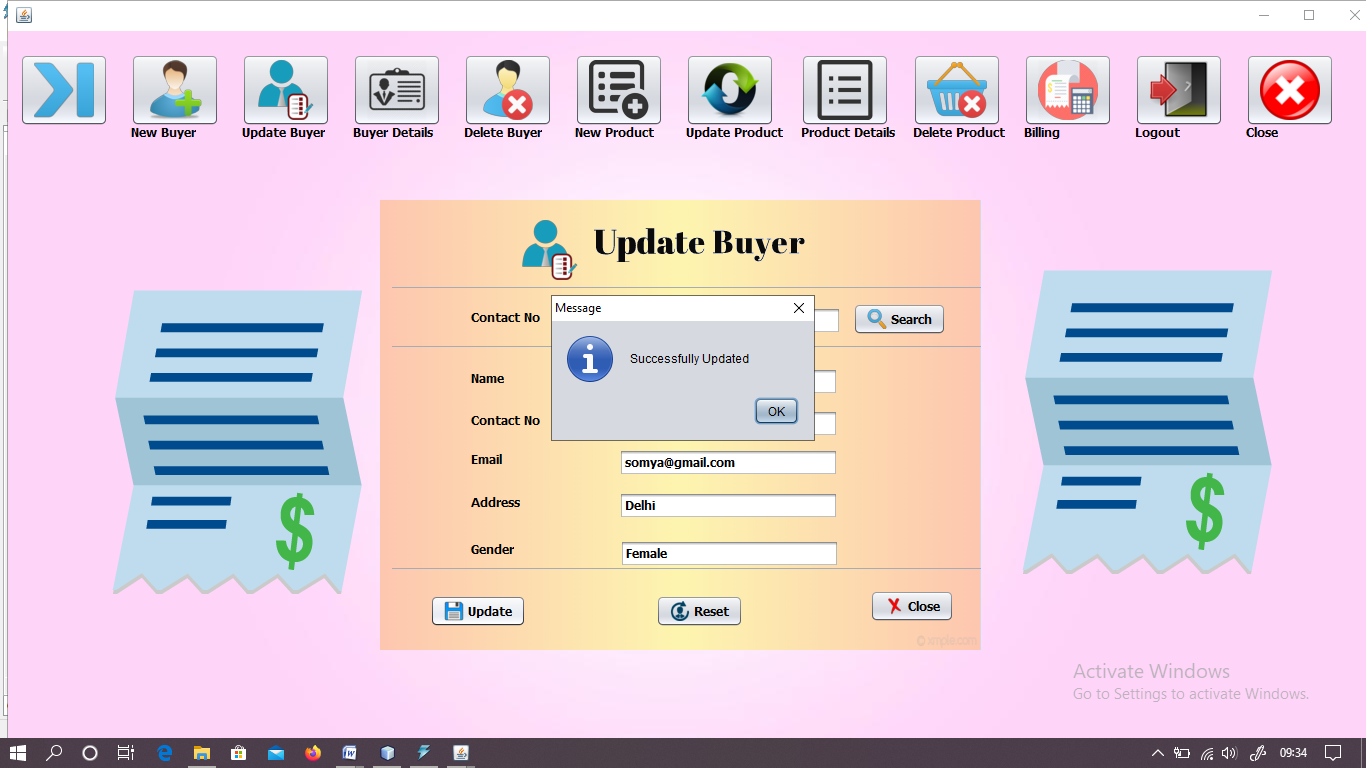 New Buyer
Update Buyer
Buyer Details
Delete Buyer
New Product
Update Product
Product Details
Delete Product
Billing
Logout
Close
Update Buyer
Message
Contact No
Search
Successfully Updated
Name
OK
Contact No
Email
somya@gmail.com
Address
Delhi
Gender
Female
Update
Reset
Close
Activate Windows
Go to Settings to activate Windows.
09:34